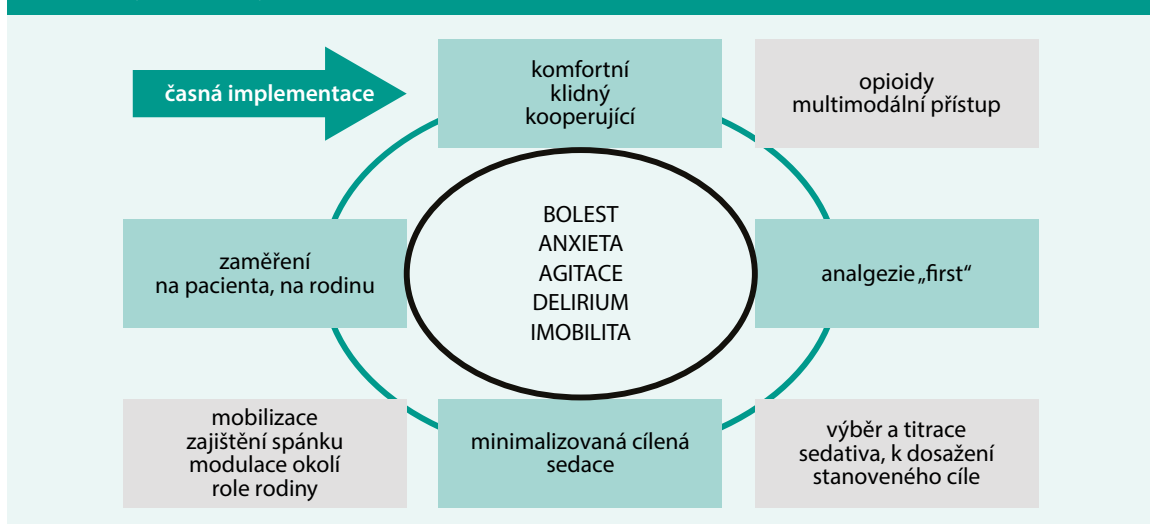 časná implementace
komfortní
klidný
kooperující
opioidy
multimodální přístup
zaměření
na pacienta, na rodinu
BOLEST
ANXIETA
AGITACE
DELIRIUM
IMOBILITA
analgezie „first“
mobilizace
zajištění spánku
modulace okolí
role rodiny
minimalizovaná cílená
sedace
výběr a titrace
sedativa, k dosažení
stanoveného cíle